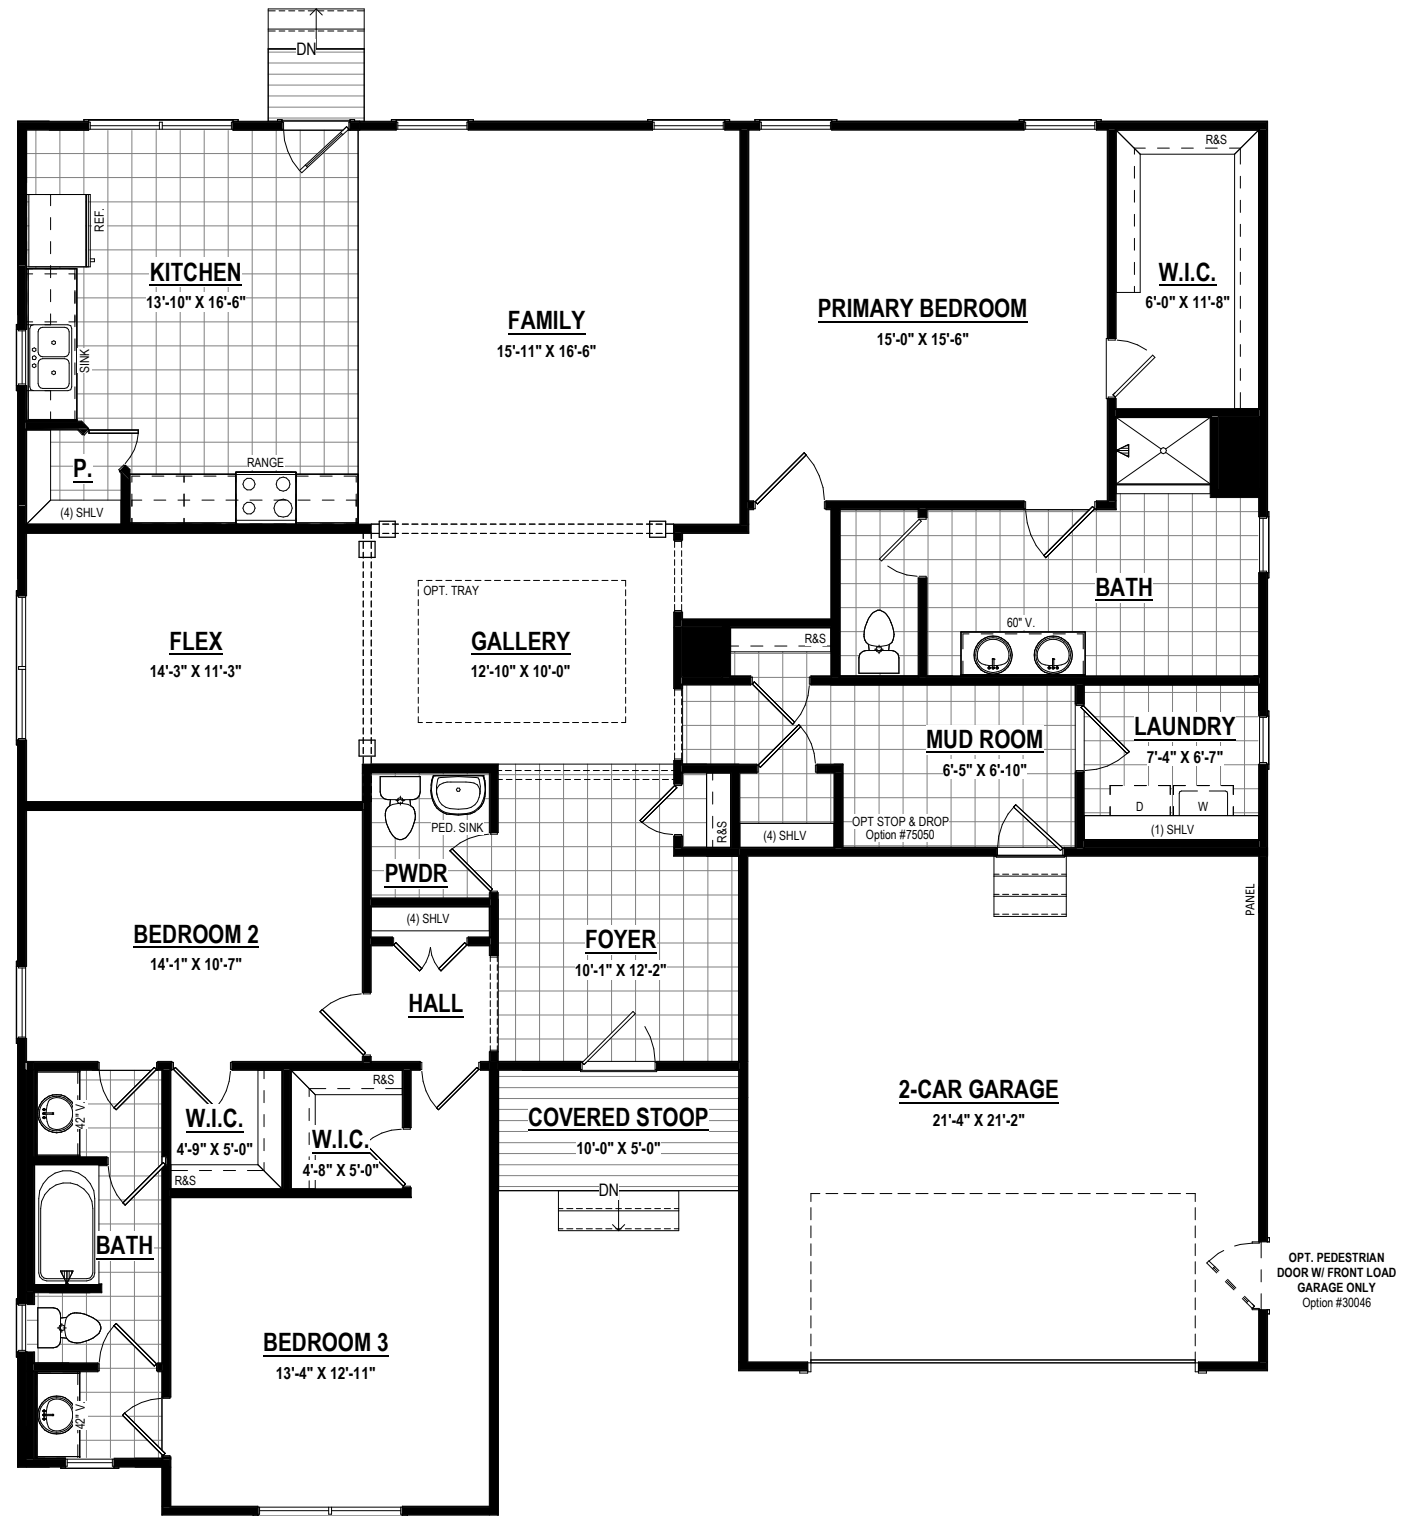 DN
R&S
REF.
KITCHEN
13'-10" X 16'-6"
W.I.C.
6'-0" X 11'-8"
PRIMARY BEDROOM
15'-0" X 15'-6"
FAMILY
15'-11" X 16'-6"
SINK
P.
RANGE
(4) SHLV
OPT. TRAY
BATH
60" V.
FLEX
14'-3" X 11'-3"
GALLERY
12'-10" X 10'-0"
R&S
MUD ROOM
6'-5" X 6'-10"
LAUNDRY
7'-4" X 6'-7"
D
W
(1) SHLV
PED. SINK
R&S
(4) SHLV
OPT STOP & DROP
Option #75050
PWDR
PANEL
(4) SHLV
BEDROOM 2
14'-1" X 10'-7"
FOYER
10'-1" X 12'-2"
HALL
R&S
2-CAR GARAGE
21'-4" X 21'-2"
42" V.
W.I.C.
4'-9" X 5'-0"
R&S
W.I.C.
4'-8" X 5'-0"
COVERED STOOP
10'-0" X 5'-0"
DN
BATH
OPT. PEDESTRIAN
DOOR W/ FRONT LOAD
GARAGE ONLY
Option #30046
BEDROOM 3
13'-4" X 12'-11"
42" V.